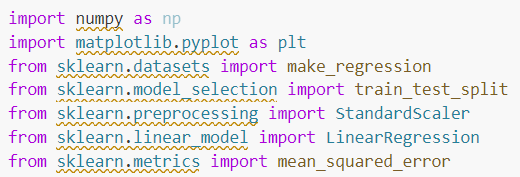 import numpy as np
import matplotlib.pyplot as plt
from sklearn.datasets import make_regression
from sklearn.model_selection import train_test_split
from sklearn.preprocessing import StandardScaler
from sklearn.linear_model import LinearRegression
from sklearn.metrics import mean_squared_error